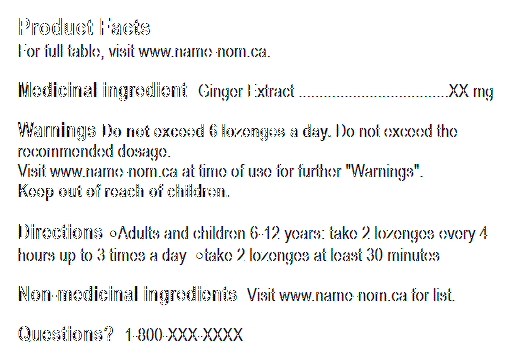 Product Facts
For full table, visit www.name-nom.ca.
Medicinal ingredient Ginger Extract ....................................XX mg
Warnings Do not exceed 6 lozenges a day. Do not exceed the
recommended dosage.
Visit www.name-nom.ca at time of use for further "Warnings".
Keep out of reach of children.
Directions ○Adults and children 6-12 years: take 2 lozenges every 4
hours up to 3 times a day ○take 2 lozenges at least 30 minutes
Non-medicinal ingredients Visit www.name-nom.ca for list.
Questions? 1-800-XXX-XXXX